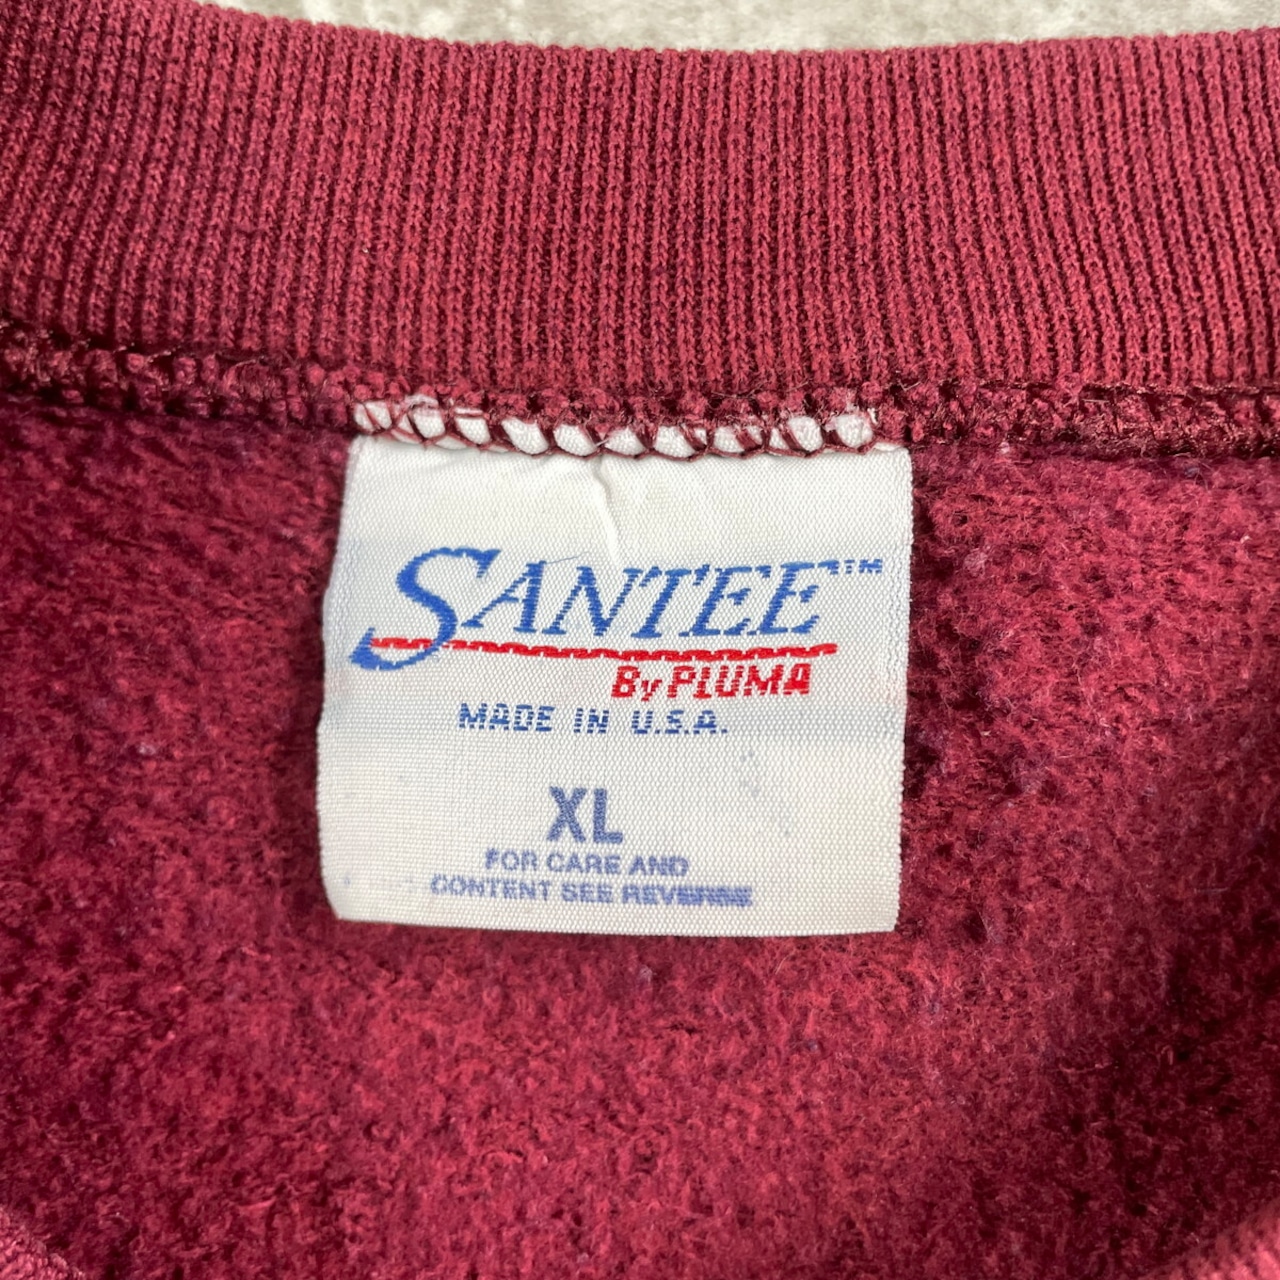 SANTEE™
By PLUMA
MADE IN U.S.A.
XL
FOR CARE AND
CONTENT SEE REVERSE